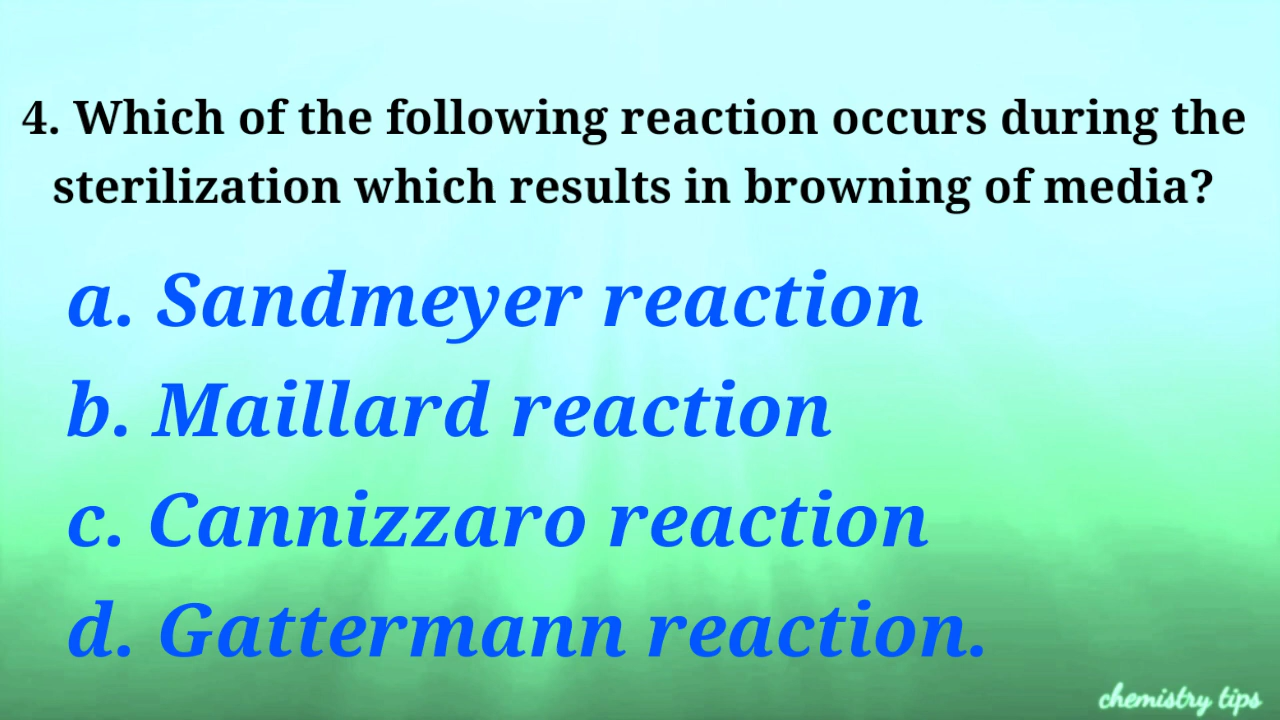 4. Which of the following reaction occurs during the
sterilization which results in browning of media?
a. Sandmeyer reaction
b. Maillard reaction
c. Cannizzaro reaction
d. Gattermann reaction.
chemistry tips